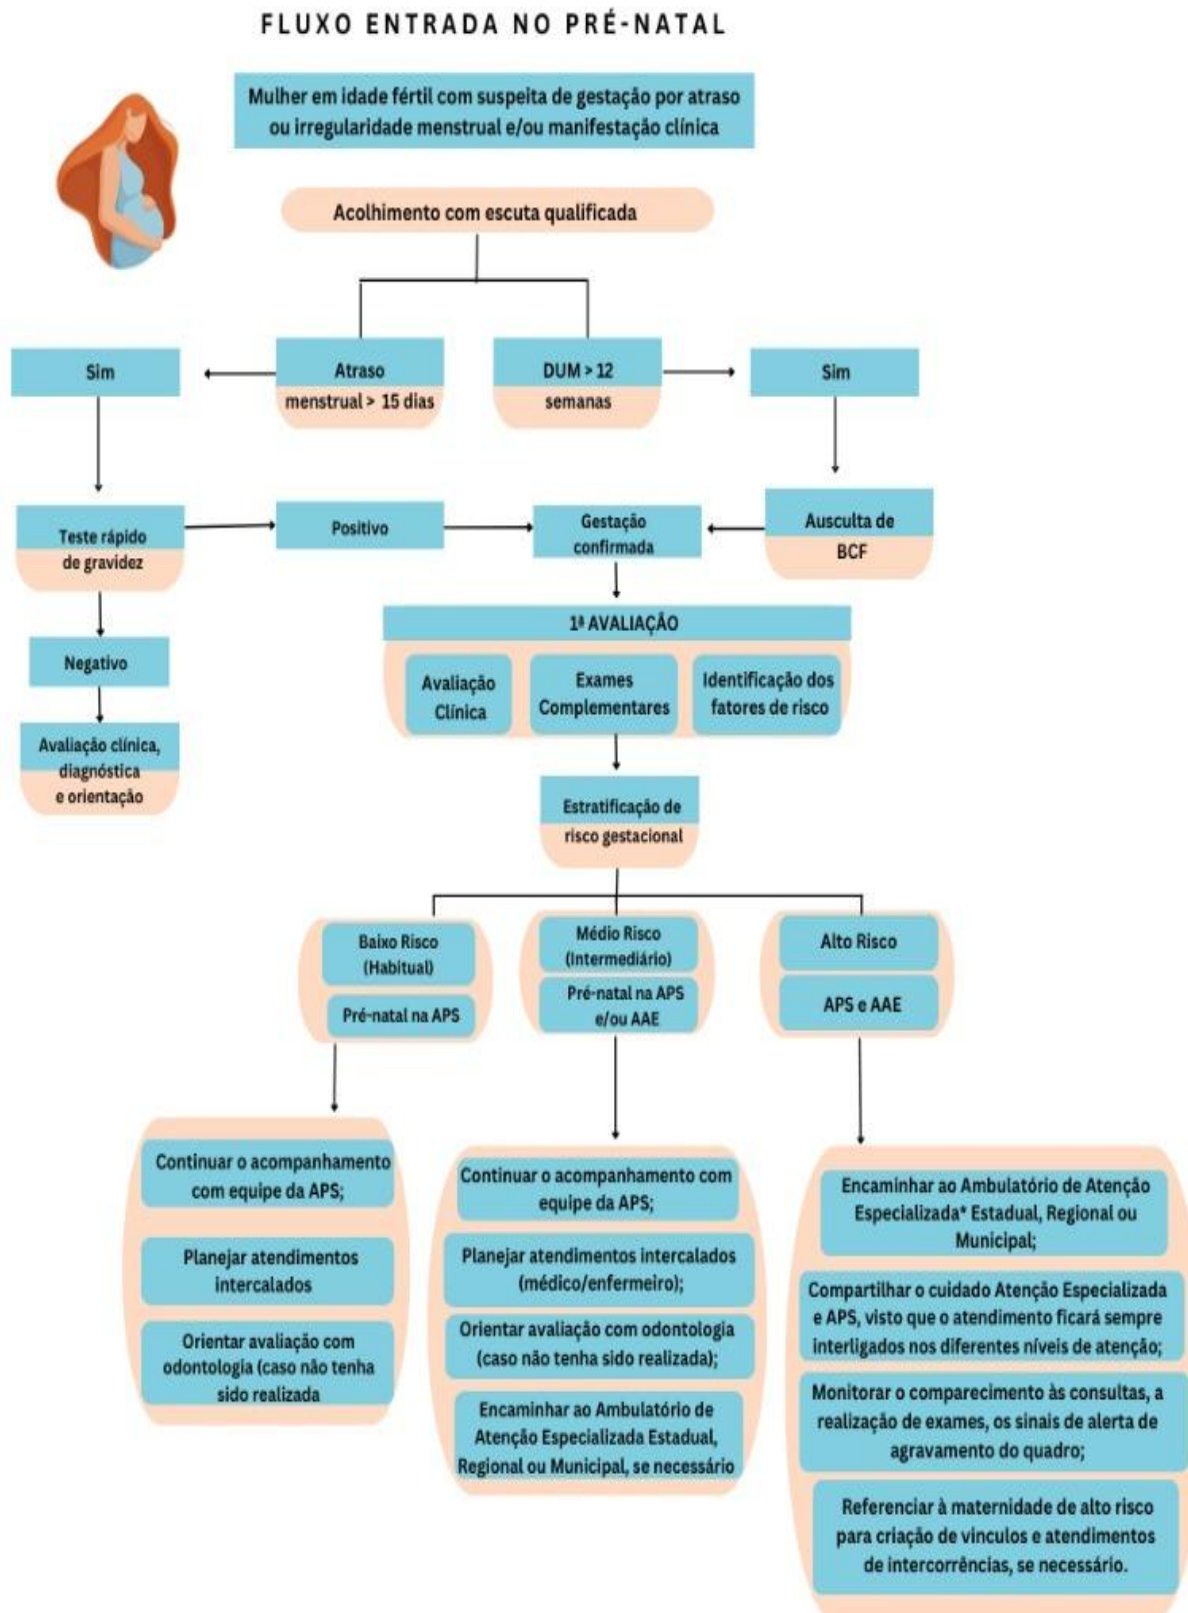 FLUXO ENTRADA NO PRÉ-NATAL
Mulher em idade fértil com suspeita de gestação por atraso
ou irregularidade menstrual e/ou manifestação clínica
Acolhimento com escuta qualificada
Sim
Atraso
menstrual > 15 dias
DUM > 12
semanas
Sim
Teste rápido
de gravidez
Positivo
Gestação
confirmada
Ausculta de
BCF
Negativo
Avaliação clínica,
diagnóstica
e orientação
1ª AVALIAÇÃO
Avaliação
Clínica
Exames
Complementares
Identificação dos
fatores de risco
Estratificação de
risco gestacional
Baixo Risco
(Habitual)
Pré-natal na APS
Médio Risco
(Intermediário)
Pré-natal na APS
e/ou AAE
Alto Risco
APS e AAE
Continuar o acompanhamento
com equipe da APS;
Planejar atendimentos
intercalados
Orientar avaliação com
odontologia (caso não tenha
sido realizada
Continuar o acompanhamento com
equipe da APS;
Planejar atendimentos intercalados
(médico/enfermeiro);
Orientar avaliação com odontologia
(caso não tenha sido realizada);
Encaminhar ao Ambulatório de
Atenção Especializada Estadual,
Regional ou Municipal, se necessário
Encaminhar ao Ambulatório de Atenção
Especializada* Estadual, Regional ou
Municipal;
Compartilhar o cuidado Atenção Especializada
e APS, visto que o atendimento ficará sempre
interligados nos diferentes níveis de atenção;
Monitorar o comparecimento às consultas, a
realização de exames, os sinais de alerta de
agravamento do quadro;
Referenciar à maternidade de alto risco
para criação de vinculos e atendimentos
de intercorrências, se necessário.